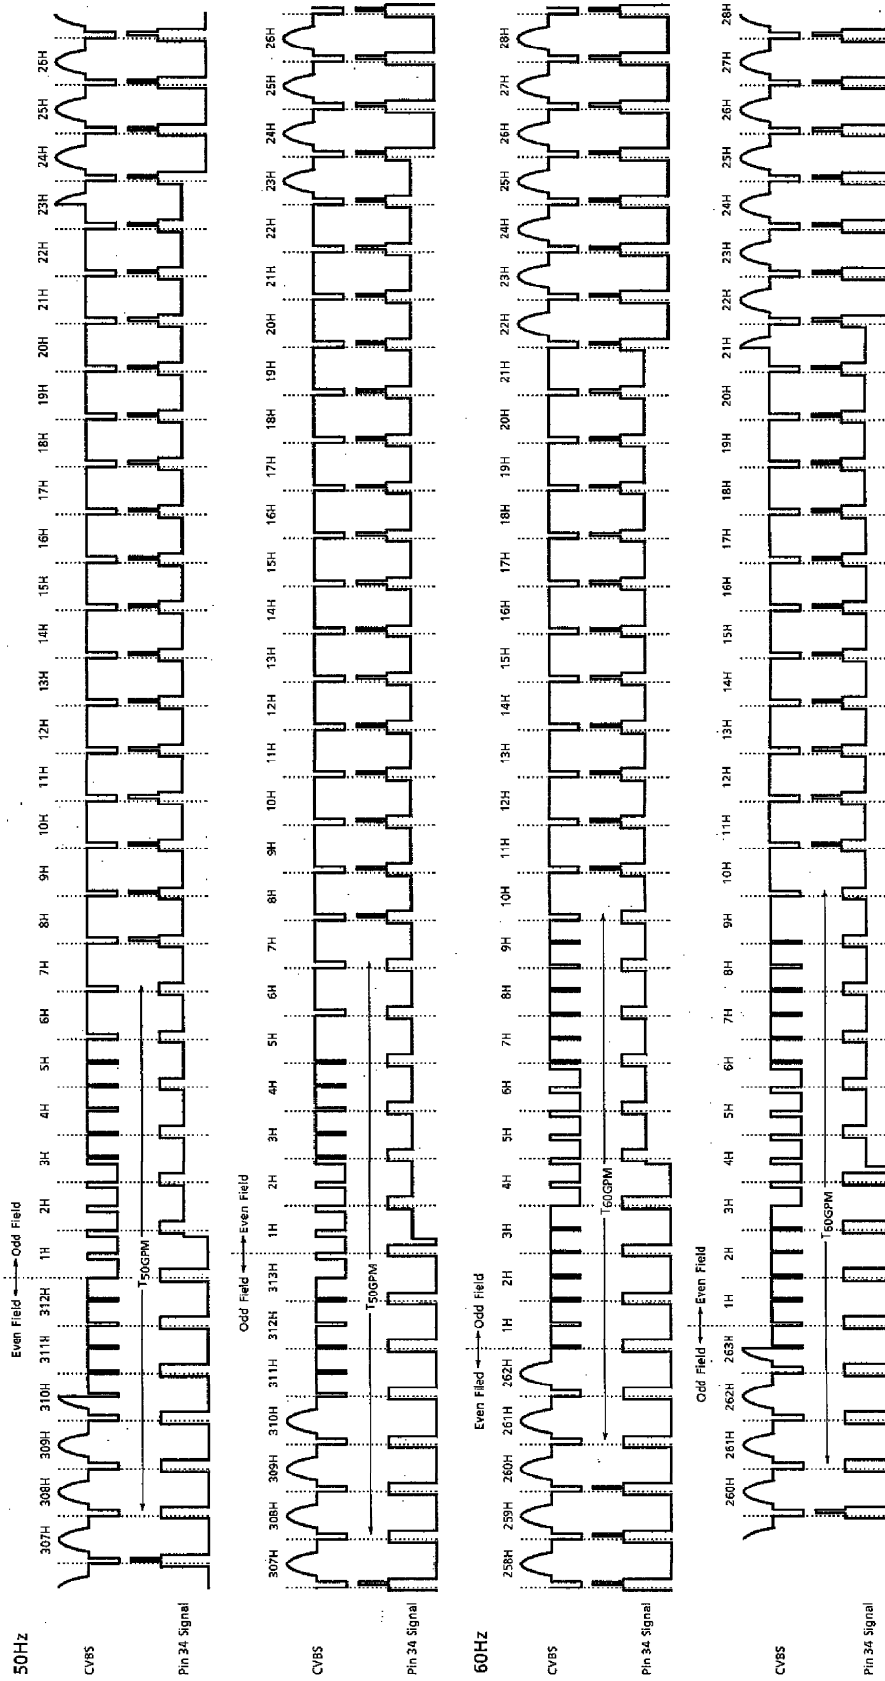 50Hz
Even Field ↔ Odd Field
307H 308H 309H 310H 311H 312H 1H 2H 3H 4H 5H 6H 7H 8H 9H 10H 11H 12H 13H 14H 15H 16H 17H 18H 19H 20H 21H 22H 23H 24H 25H 26H
CVBS
T50GPM
Pin 34 Signal
Odd Field ↔ Even Field
307H 308H 309H 310H 311H 312H 313H 1H 2H 3H 4H 5H 6H 7H 8H 9H 10H 11H 12H 13H 14H 15H 16H 17H 18H 19H 20H 21H 22H 23H 24H 25H 26H
CVBS
T50GPM
Pin 34 Signal
60Hz
Even Filed ↔ Odd Field
258H 259H 260H 261H 262H 1H 2H 3H 4H 5H 6H 7H 8H 9H 10H 11H 12H 13H 14H 15H 16H 17H 18H 19H 20H 21H 22H 23H 24H 25H 26H 27H 28H
CVBS
T60GPM
Pin 34 Signal
Odd Field ↔ Even Field
260H 261H 262H 263H 1H 2H 3H 4H 5H 6H 7H 8H 9H 10H 11H 12H 13H 14H 15H 16H 17H 18H 19H 20H 21H 22H 23H 24H 25H 26H 27H 28H
CVBS
T60GPM
Pin 34 Signal